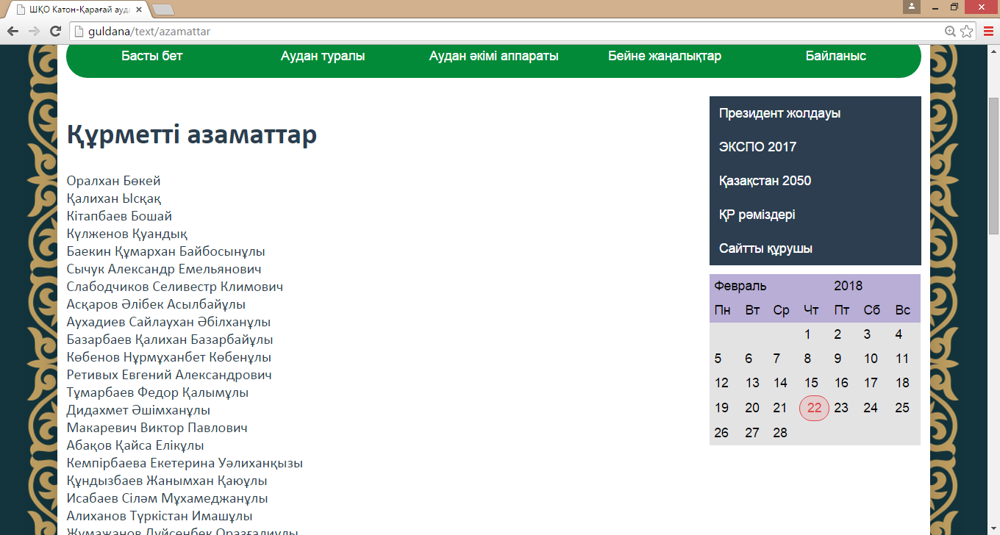 ШҚО Катон-Қарағай ауда
guldana/text/azamattar
Басты бет Аудан туралы Аудан әкімі аппараты Бейне жаңалықтар Байланыс
Құрметті азаматтар
Оралхан Бөкей
Қалихан Ысқақ
Кітапбаев Бошай
Күлженов Қуандық
Баекин Құмархан Байбосынұлы
Сычук Александр Емельянович
Слабодчиков Селивестр Климович
Асқаров Әлібек Асылбайұлы
Аухадиев Сайлаухан Әбілханұлы
Базарбаев Қалихан Базарбайұлы
Көбенов Нұрмұханбет Көбенұлы
Ретивых Евгений Александрович
Тұмарбаев Федор Қалымұлы
Дидахмет Әшімханұлы
Макаревич Виктор Павлович
Абақов Қайса Елікұлы
Кемпірбаева Екетерина Уәлиханқызы
Құндызбаев Жанымхан Қаюұлы
Исабаев Сіләм Мұхамеджанұлы
Алиханов Түркістан Имашұлы
Жұмажанов Дүйсенбек Оразғалиұлы
Президент жолдауы
ЭКСПО 2017
Қазақстан 2050
ҚР рәміздері
Сайтты құрушы
Февраль 2018
Пн Вт Ср Чт Пт Сб Вс
1 2 3 4
5 6 7 8 9 10 11
12 13 14 15 16 17 18
19 20 21 22 23 24 25
26 27 28